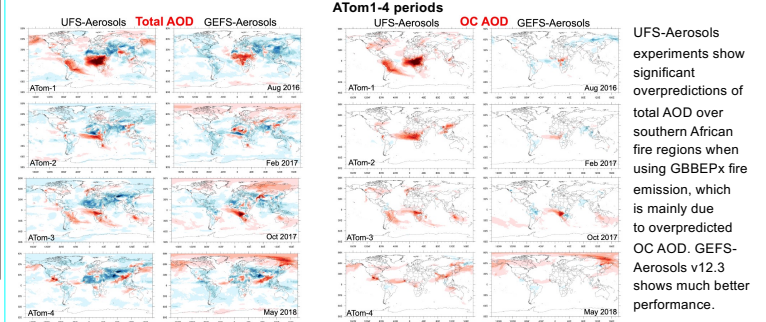 ATom1-4 periods
UFS-Aerosols Total AOD GEFS-Aerosols
UFS-Aerosols OC AOD GEFS-Aerosols
ATom-1
Aug 2016
ATom-1
Aug 2016
ATom-2
Feb 2017
ATom-2
Feb 2017
ATom-3
Oct 2017
ATom-3
Oct 2017
ATom-4
May 2018
ATom-4
May 2018
UFS-Aerosols
experiments show
significant
overpredictions of
total AOD over
southern African
fire regions when
using GBBEPx fire
emission, which
is mainly due
to overpredicted
OC AOD. GEFS-
Aerosols v12.3
shows much better
performance.